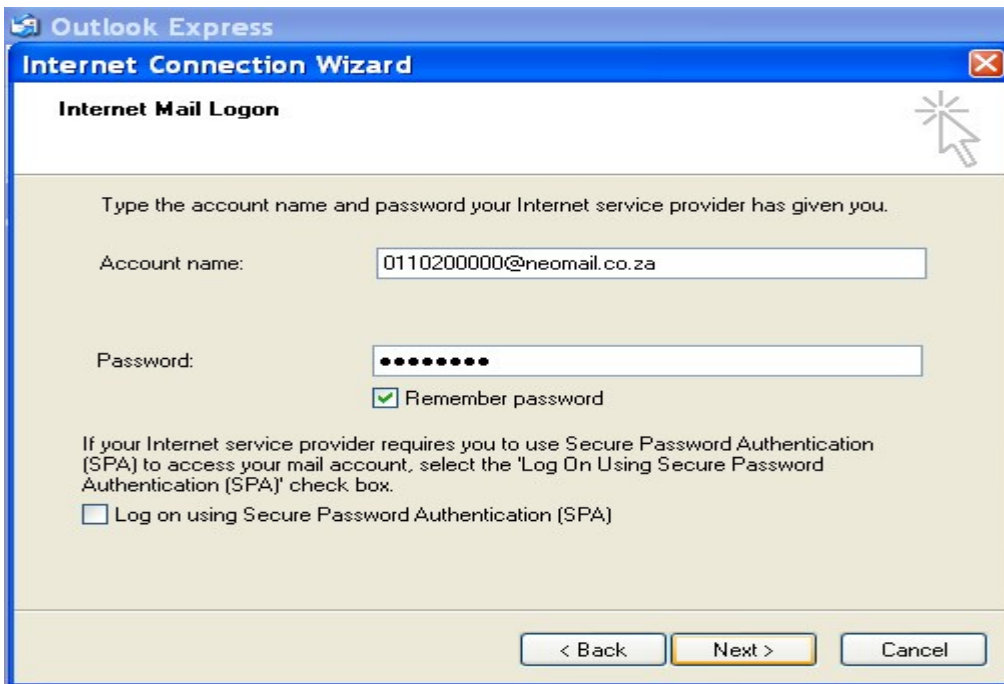 Outlook Express
Internet Connection Wizard
Internet Mail Logon
Type the account name and password your Internet service provider has given you.
Account name:
0110200000@neomail.co.za
Password:
●●●●●●●●
Remember password
If your Internet service provider requires you to use Secure Password Authentication
(SPA) to access your mail account, select the 'Log On Using Secure Password
Authentication (SPA)' check box.
Log on using Secure Password Authentication (SPA)
< Back
Next >
Cancel